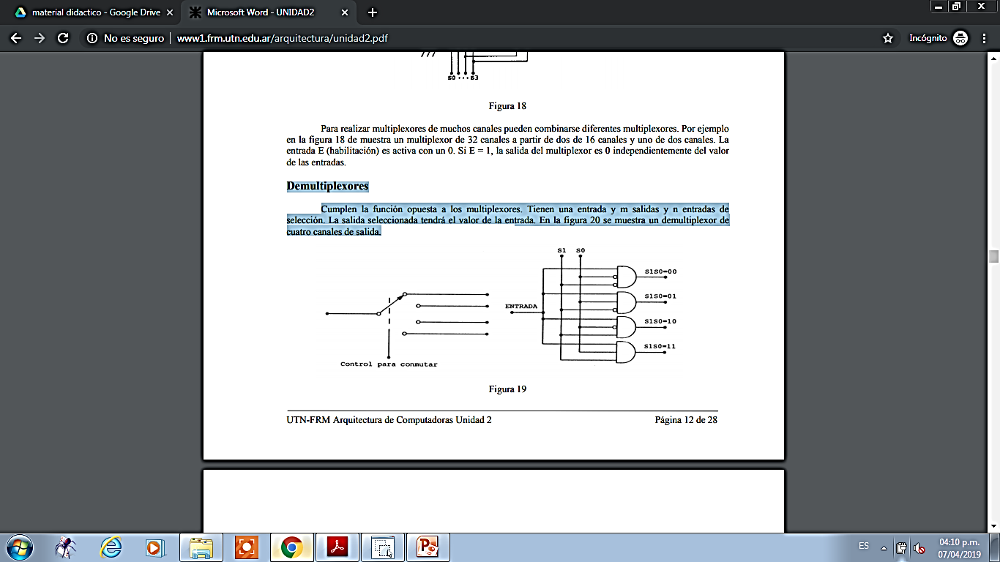 material didactico - Google Drive
Microsoft Word - UNIDAD2
No es seguro
www1.frm.utn.edu.ar/arquitectura/unidad2.pdf
Incógnito
S0 · · · S3
Figura 18
Para realizar multiplexores de muchos canales pueden combinarse diferentes multiplexores. Por ejemplo
en la figura 18 de muestra un multiplexor de 32 canales a partir de dos de 16 canales y uno de dos canales. La
entrada E (habilitación) es activa con un 0. Si E = 1, la salida del multiplexor es 0 independientemente del valor
de las entradas.
Demultiplexores
Cumplen la función opuesta a los multiplexores. Tienen una entrada y m salidas y n entradas de
selección. La salida seleccionada tendrá el valor de la entrada. En la figura 20 se muestra un demultiplexor de
cuatro canales de salida.
S1 S0
S1S0=00
S1S0=01
ENTRADA
S1S0=10
S1S0=11
Control para conmutar
Figura 19
UTN-FRM Arquitectura de Computadoras Unidad 2
Página 12 de 28
ES
04:10 p.m.
07/04/2019